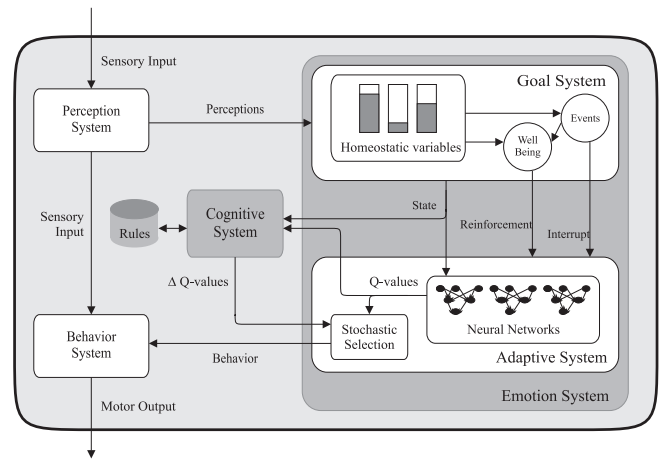 Sensory Input
Goal System
Perception
System
Perceptions
Homeostatic variables
Events
Well
Being
Sensory
Input
Rules
Cognitive
System
State
Reinforcement
Interrupt
Δ Q-values
Q-values
Neural Networks
Stochastic
Selection
Adaptive System
Behavior
System
Behavior
Emotion System
Motor Output